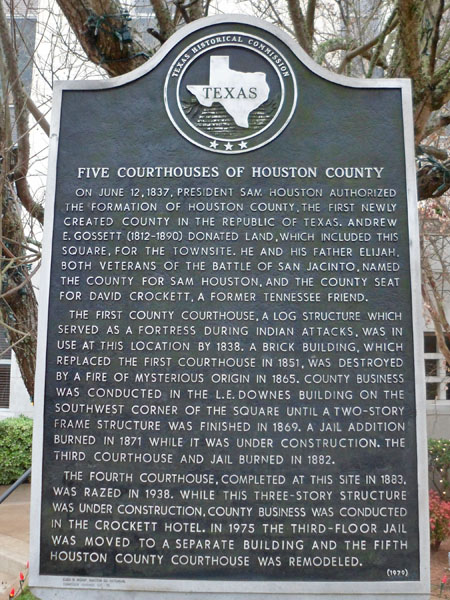 TEXAS HISTORICAL COMMISSION
TEXAS
FIVE COURTHOUSES OF HOUSTON COUNTY
ON JUNE 12, 1837, PRESIDENT SAM HOUSTON AUTHORIZED
THE FORMATION OF HOUSTON COUNTY, THE FIRST NEWLY
CREATED COUNTY IN THE REPUBLIC OF TEXAS. ANDREW
E. GOSSETT (1812-1890) DONATED LAND, WHICH INCLUDED THIS
SQUARE, FOR THE TOWNSITE. HE AND HIS FATHER ELIJAH,
BOTH VETERANS OF THE BATTLE OF SAN JACINTO, NAMED
THE COUNTY FOR SAM HOUSTON, AND THE COUNTY SEAT
FOR DAVID CROCKETT, A FORMER TENNESSEE FRIEND.
THE FIRST COUNTY COURTHOUSE, A LOG STRUCTURE WHICH
SERVED AS A FORTRESS DURING INDIAN ATTACKS, WAS IN
USE AT THIS LOCATION BY 1838. A BRICK BUILDING, WHICH
REPLACED THE FIRST COURTHOUSE IN 1851, WAS DESTROYED
BY A FIRE OF MYSTERIOUS ORIGIN IN 1865. COUNTY BUSINESS
WAS CONDUCTED IN THE L.E. DOWNES BUILDING ON THE
SOUTHWEST CORNER OF THE SQUARE UNTIL A TWO-STORY
FRAME STRUCTURE WAS FINISHED IN 1869. A JAIL ADDITION
BURNED IN 1871 WHILE IT WAS UNDER CONSTRUCTION. THE
THIRD COURTHOUSE AND JAIL BURNED IN 1882.
THE FOURTH COURTHOUSE, COMPLETED AT THIS SITE IN 1883,
WAS RAZED IN 1938. WHILE THIS THREE-STORY STRUCTURE
WAS UNDER CONSTRUCTION, COUNTY BUSINESS WAS CONDUCTED
IN THE CROCKETT HOTEL. IN 1975 THE THIRD-FLOOR JAIL
WAS MOVED TO A SEPARATE BUILDING AND THE FIFTH
HOUSTON COUNTY COURTHOUSE WAS REMODELED.
(1979)